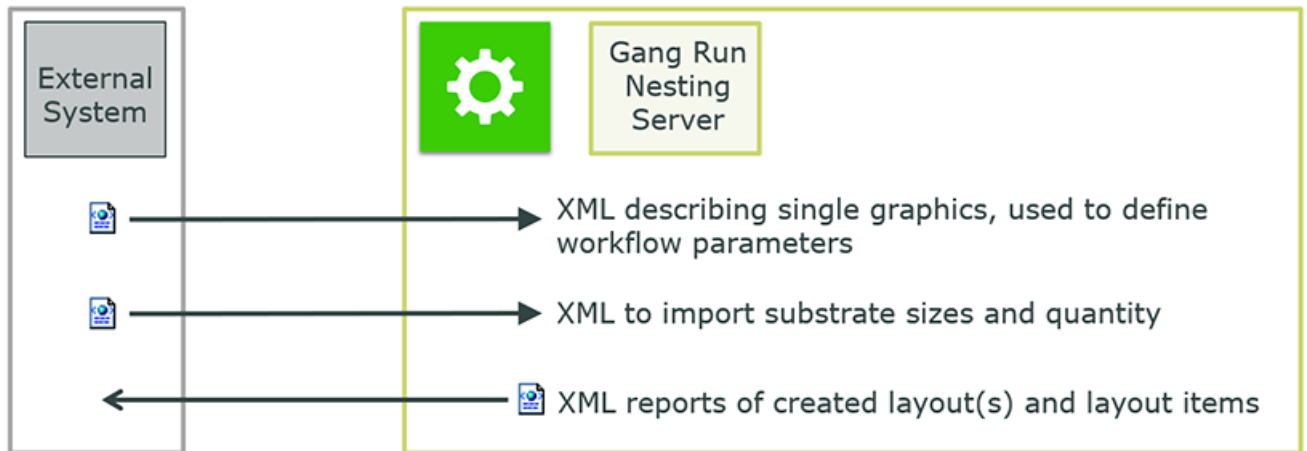 External
System
Gang Run
Nesting
Server
XML describing single graphics, used to define
workflow parameters
XML to import substrate sizes and quantity
XML reports of created layout(s) and layout items